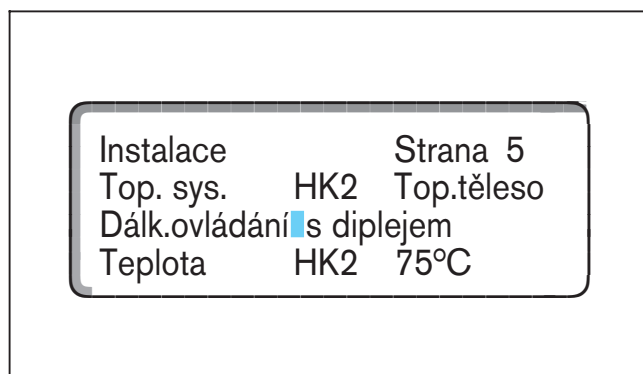 Instalace Strana 5
Top. sys. HK2 Top.těleso
Dálk.ovládání s diplejem
Teplota HK2 75°C